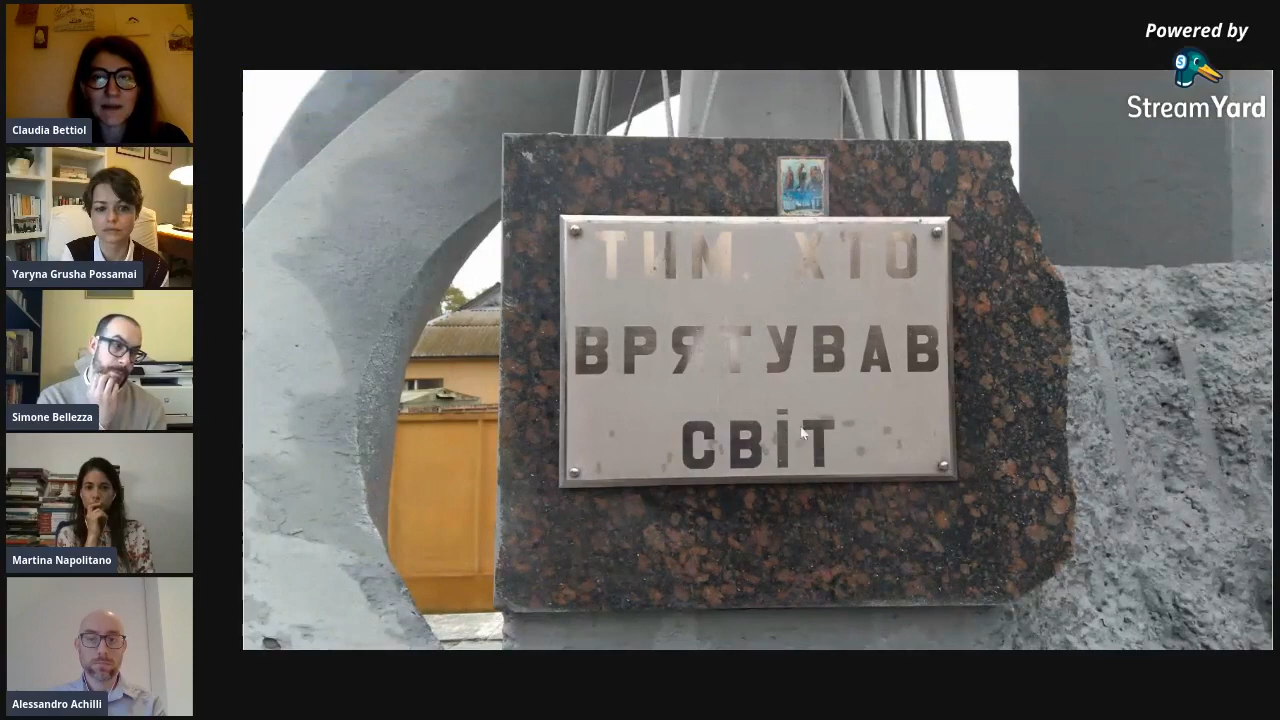 Claudia Bettiol
Yaryna Grusha Possamai
Simone Bellezza
Martina Napolitano
Alessandro Achilli
Powered by
StreamYard
ТИМ, ХТО
ВРЯТУВАВ
СВІТ